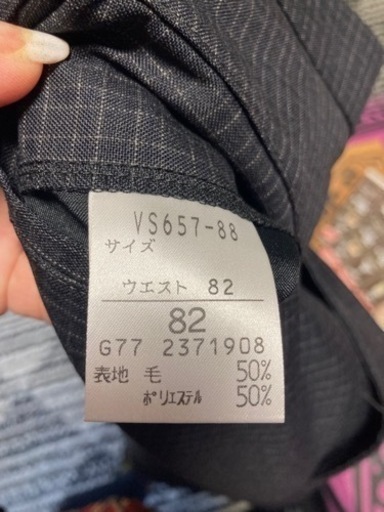 VS657-88
サイズ
ウエスト 82
82
G77 2371908
表地 毛 50%
ポリエステル 50%